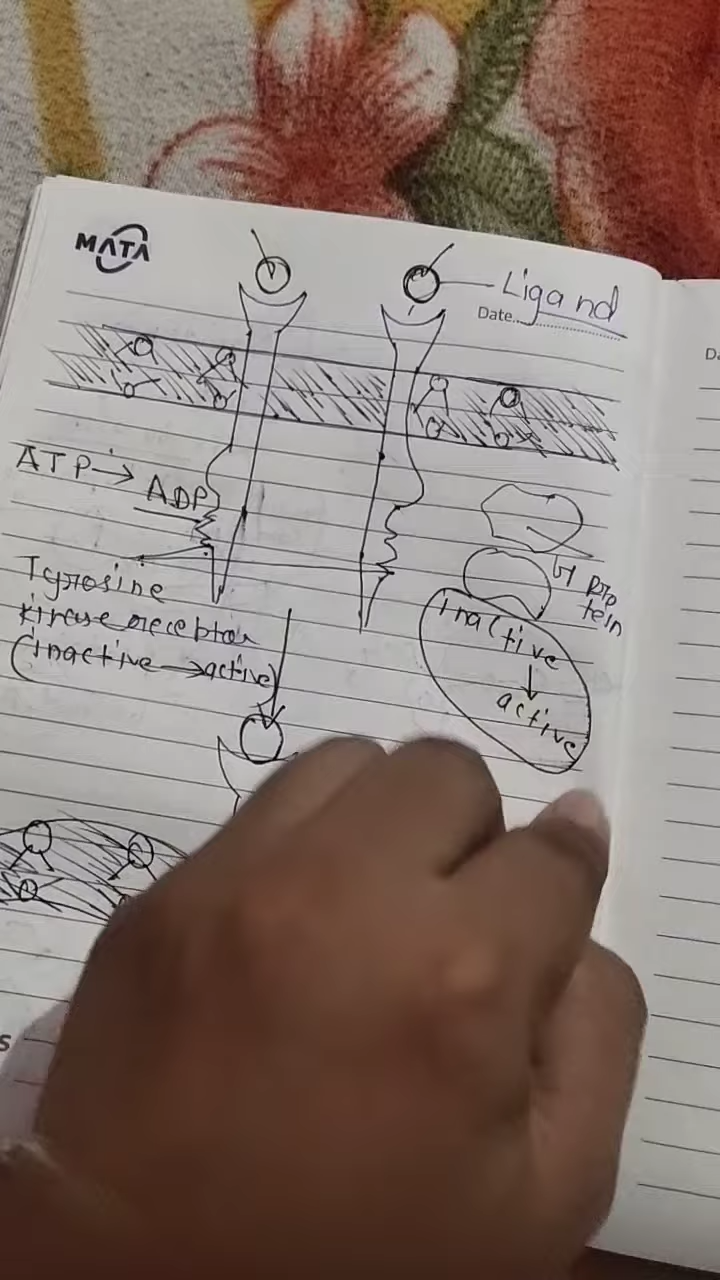 MATA
Ligand
Date
D
ATP → ADP
Tyrosine
kinase receptor
(inactive → active)
protein
inactive
↓
active
s